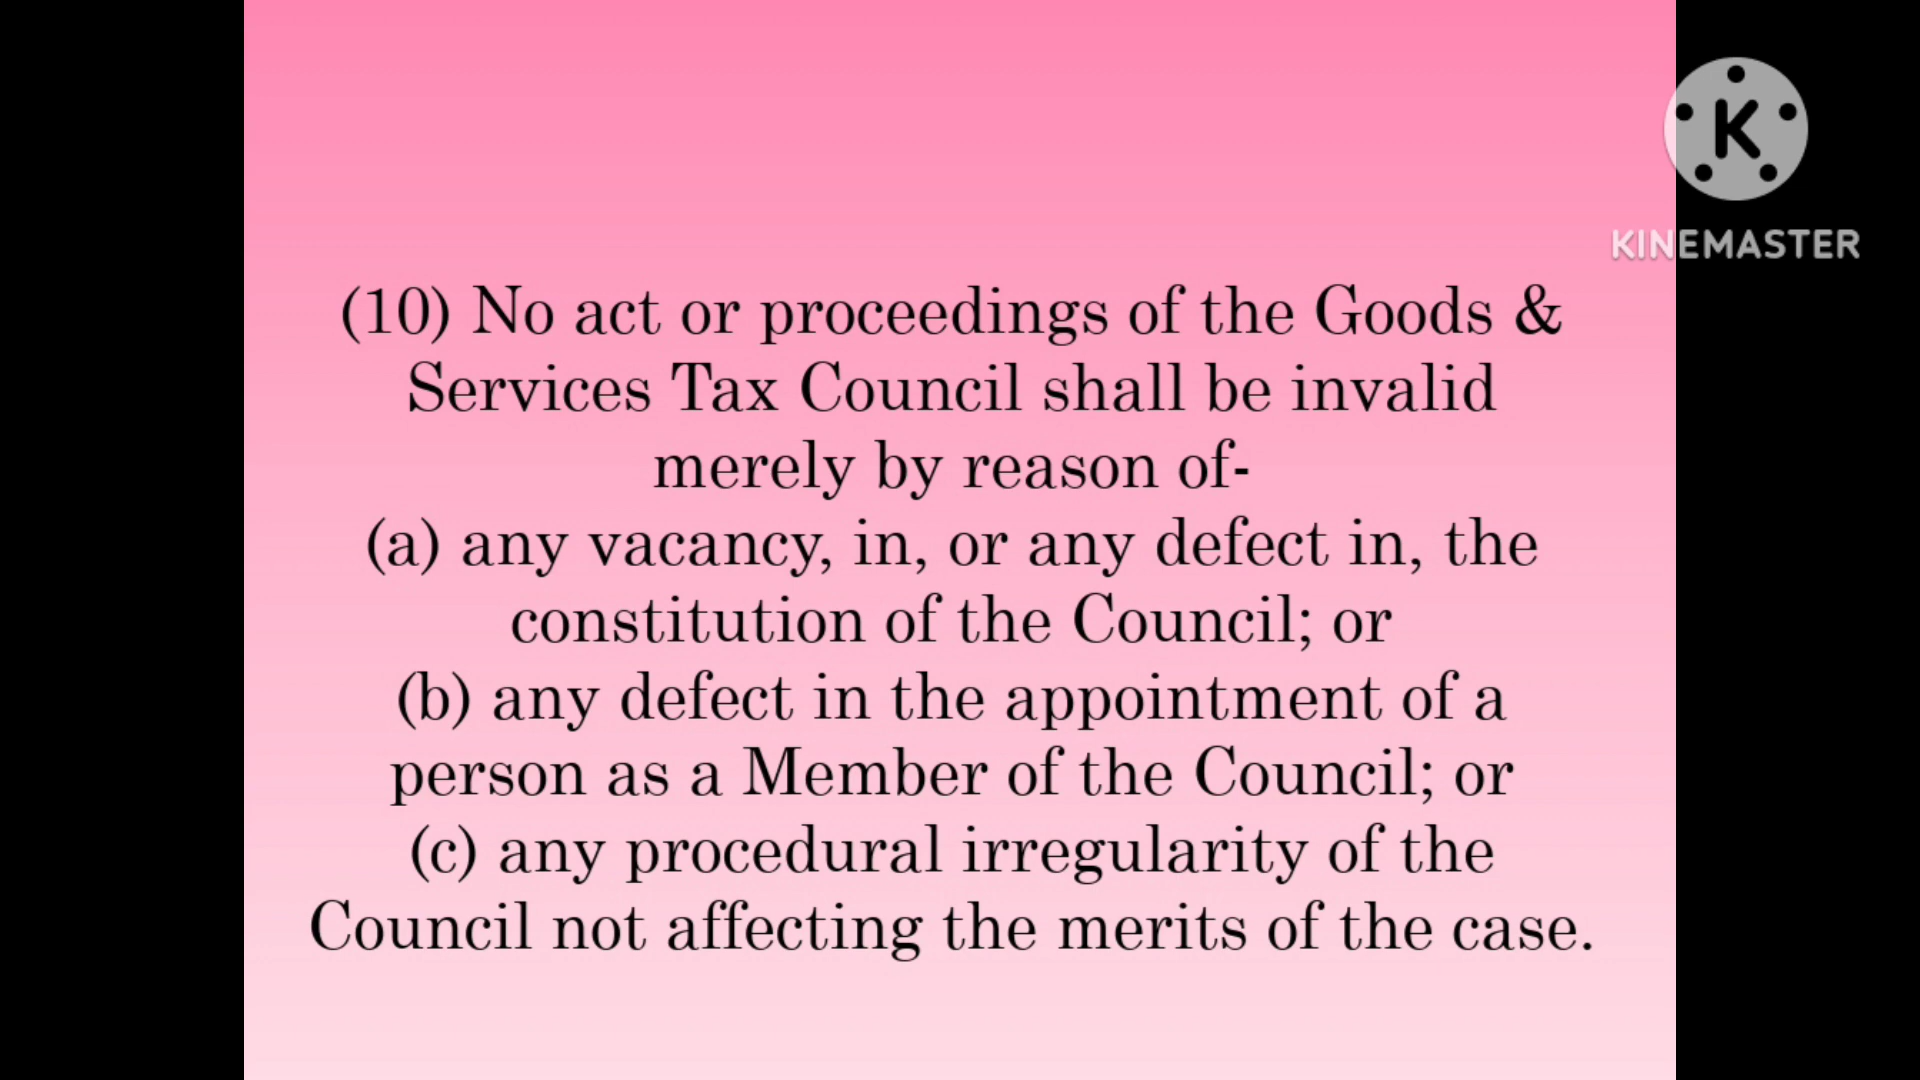 K
KINEMASTER
(10) No act or proceedings of the Goods &
Services Tax Council shall be invalid
merely by reason of-
(a) any vacancy, in, or any defect in, the
constitution of the Council; or
(b) any defect in the appointment of a
person as a Member of the Council; or
(c) any procedural irregularity of the
Council not affecting the merits of the case.